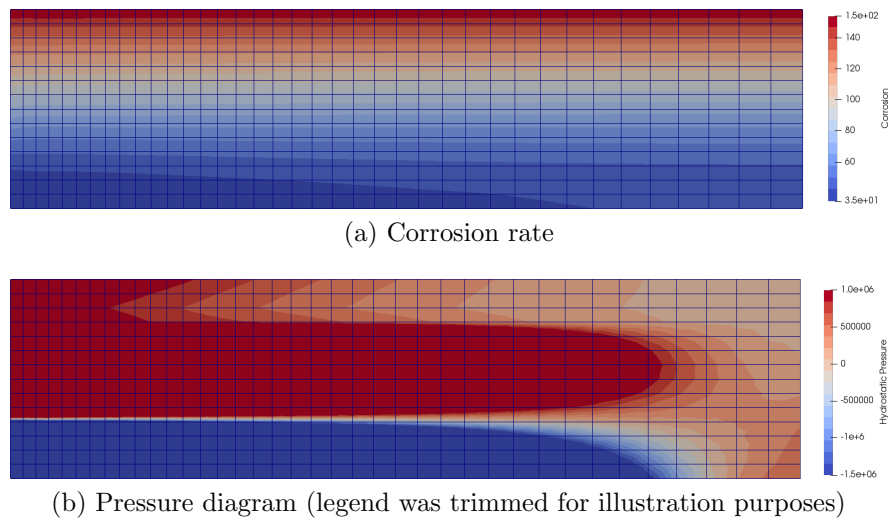 1.5e+02
140
120
100
80
60
3.5e+01
Corrosion
(a) Corrosion rate
1.0e+06
500000
0
-500000
-1e+6
-1.5e+06
Hydrostatic Pressure
(b) Pressure diagram (legend was trimmed for illustration purposes)